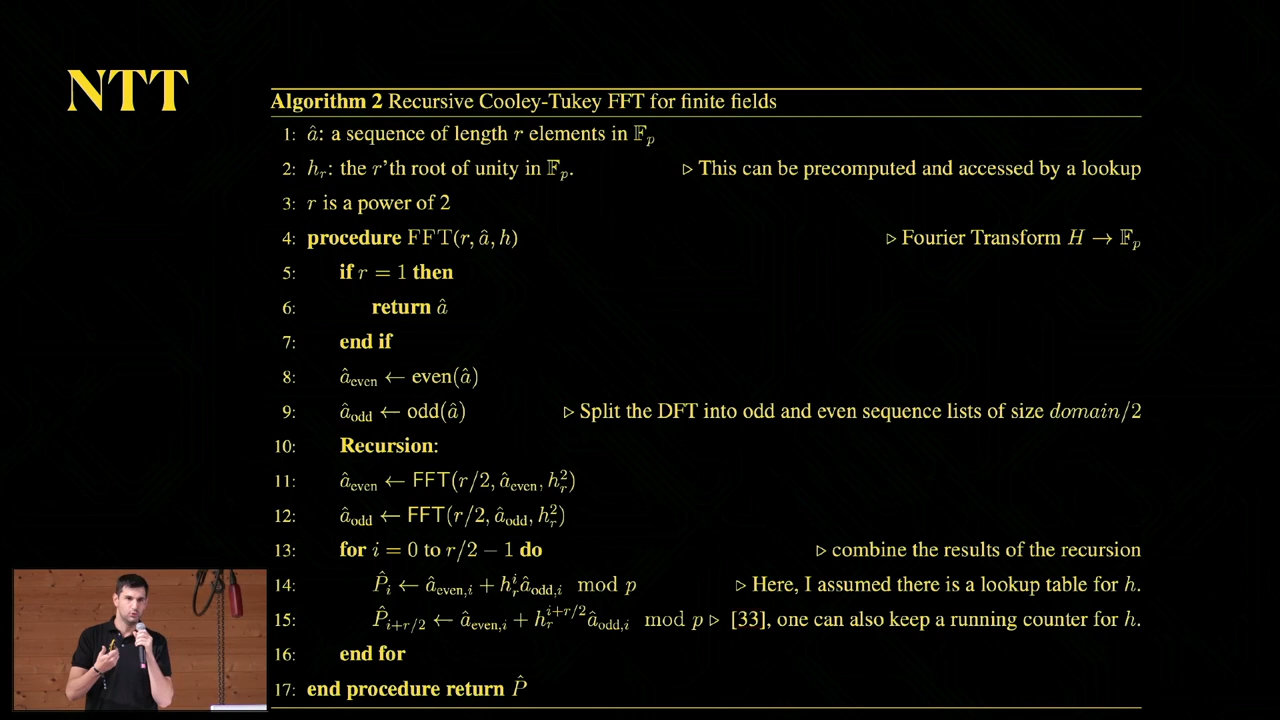 NTT
Algorithm 2 Recursive Cooley-Tukey FFT for finite fields
1: â: a sequence of length r elements in 𝔽ₚ
2: hᵣ: the r'th root of unity in 𝔽ₚ. ▷ This can be precomputed and accessed by a lookup
3: r is a power of 2
4: procedure FFT(r, â, h) ▷ Fourier Transform H → 𝔽ₚ
5: if r = 1 then
6: return â
7: end if
8: â_even ← even(â)
9: â_odd ← odd(â) ▷ Split the DFT into odd and even sequence lists of size domain/2
10: Recursion:
11: â_even ← FFT(r/2, â_even, h_r^2)
12: â_odd ← FFT(r/2, â_odd, h_r^2)
13: for i = 0 to r/2 − 1 do ▷ combine the results of the recursion
14: P̂_i ← â_even,i + h_r^i â_odd,i mod p ▷ Here, I assumed there is a lookup table for h.
15: P̂_{i+r/2} ← â_even,i + h_r^{i+r/2} â_odd,i mod p ▷ [33], one can also keep a running counter for h.
16: end for
17: end procedure return P̂